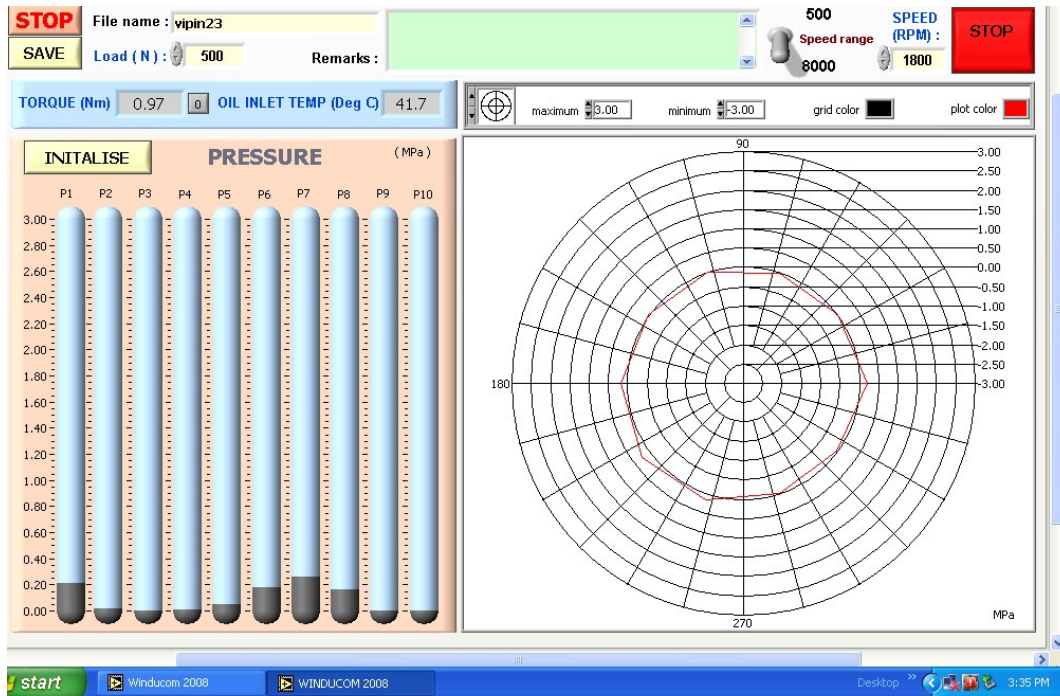 STOP
File name : vipin23
SAVE
Load ( N ) : 500
Remarks :
500
Speed range
8000
SPEED
(RPM) :
1800
STOP
TORQUE (Nm) 0.97 0 OIL INLET TEMP (Deg C) 41.7
maximum 3.00 minimum -3.00 grid color plot color
INITALISE PRESSURE (MPa)
P1 P2 P3 P4 P5 P6 P7 P8 P9 P10
3.00
2.80
2.60
2.40
2.20
2.00
1.80
1.60
1.40
1.20
1.00
0.80
0.60
0.40
0.20
0.00
90
180
270
3.00
2.50
2.00
1.50
1.00
0.50
0.00
-0.50
-1.00
-1.50
-2.00
-2.50
-3.00
MPa
start Winducom 2008 WINDUCOM 2008 Desktop » 3:35 PM